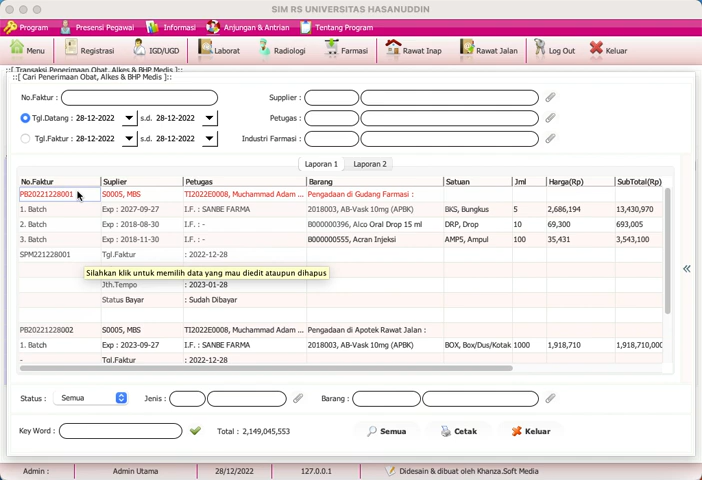 SIM RS UNIVERSITAS HASANUDDIN
Program Presensi Pegawai Informasi Anjungan & Antrian Tentang Program
Menu Registrasi IGD/UGD Laborat Radiologi Farmasi Rawat Inap Rawat Jalan Log Out Keluar
::[ Transaksi Penerimaan Obat, Alkes & BHP Medis ]::
::[ Cari Penerimaan Obat, Alkes & BHP Medis ]::
No.Faktur : Supplier :
Tgl.Datang : 28-12-2022 s.d. 28-12-2022 Petugas :
Tgl.Faktur : 28-12-2022 s.d. 28-12-2022 Industri Farmasi :
Laporan 1 Laporan 2
No.Faktur Suplier Petugas Barang Satuan Jml Harga(Rp) SubTotal(Rp)
PB20221228001 S0005, MBS TI2022E0008, Muchammad Adam ... Pengadaan di Gudang Farmasi :
1. Batch Exp : 2027-09-27 I.F. : SANBE FARMA 2018003, AB-Vask 10mg (APBK) BKS, Bungkus 5 2,686,194 13,430,970
2. Batch Exp : 2018-08-30 I.F. : - B000000396, Alco Oral Drop 15 ml DRP, Drop 10 69,300 693,005
3. Batch Exp : 2018-11-30 I.F. : - B000000555, Acran Injeksi AMPS, Ampul 100 35,431 3,543,100
SPM221228001 Tgl.Faktur : 2022-12-28
Silahkan klik untuk memilih data yang mau diedit ataupun dihapus
Jth.Tempo : 2023-01-28
Status Bayar : Sudah Dibayar
PB20221228002 S0005, MBS TI2022E0008, Muchammad Adam ... Pengadaan di Apotek Rawat Jalan :
1. Batch Exp : 2023-09-27 I.F. : SANBE FARMA 2018003, AB-Vask 10mg (APBK) BOX, Box/Dus/Kotak 1000 1,918,710 1,918,710,000
- Tgl.Faktur : 2022-12-28
Status : Semua Jenis : Barang :
Key Word : Total : 2,149,045,553 Semua Cetak Keluar
Admin : Admin Utama 28/12/2022 127.0.0.1 Didesain & dibuat oleh Khanza.Soft Media